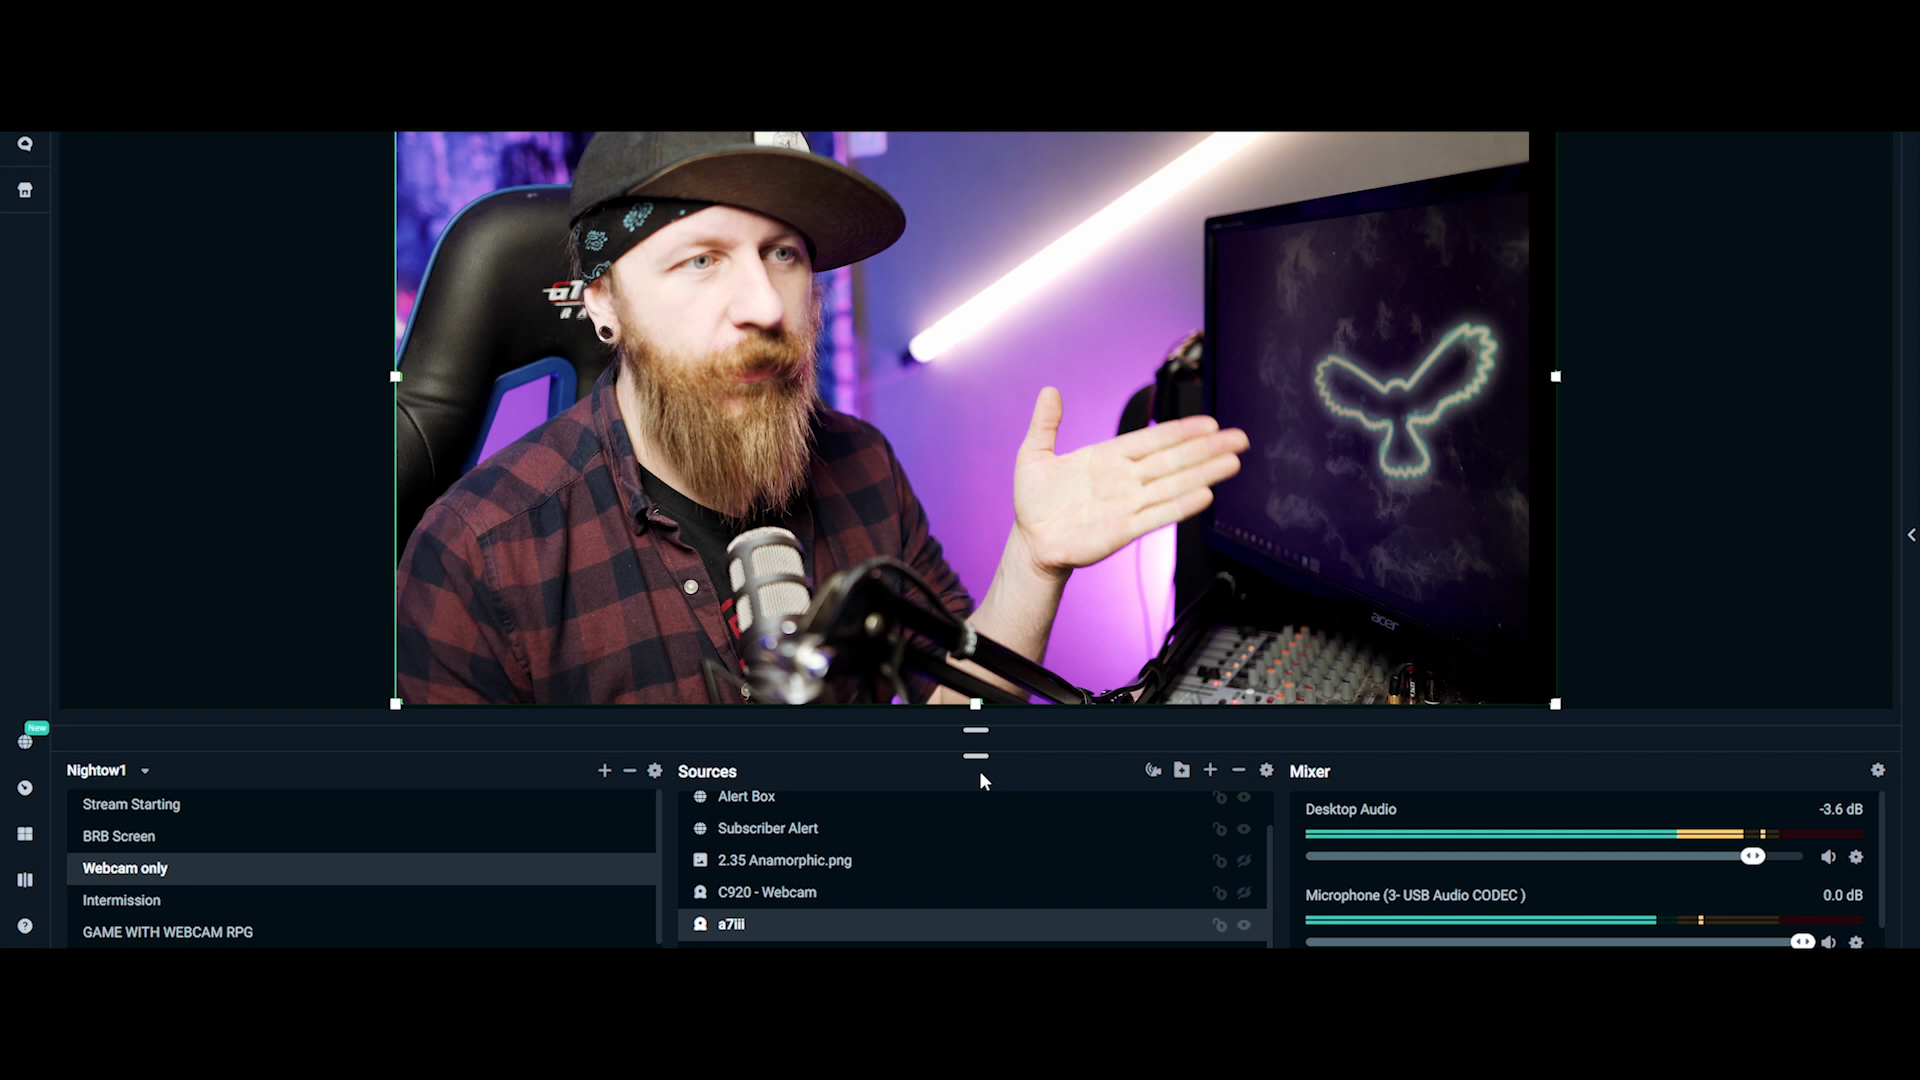 acer
New
Nightow1
Stream Starting
BRB Screen
Webcam only
Intermission
GAME WITH WEBCAM RPG
Sources
Alert Box
Subscriber Alert
2.35 Anamorphic.png
C920 - Webcam
a7iii
Mixer
Desktop Audio -3.6 dB
Microphone (3- USB Audio CODEC ) 0.0 dB